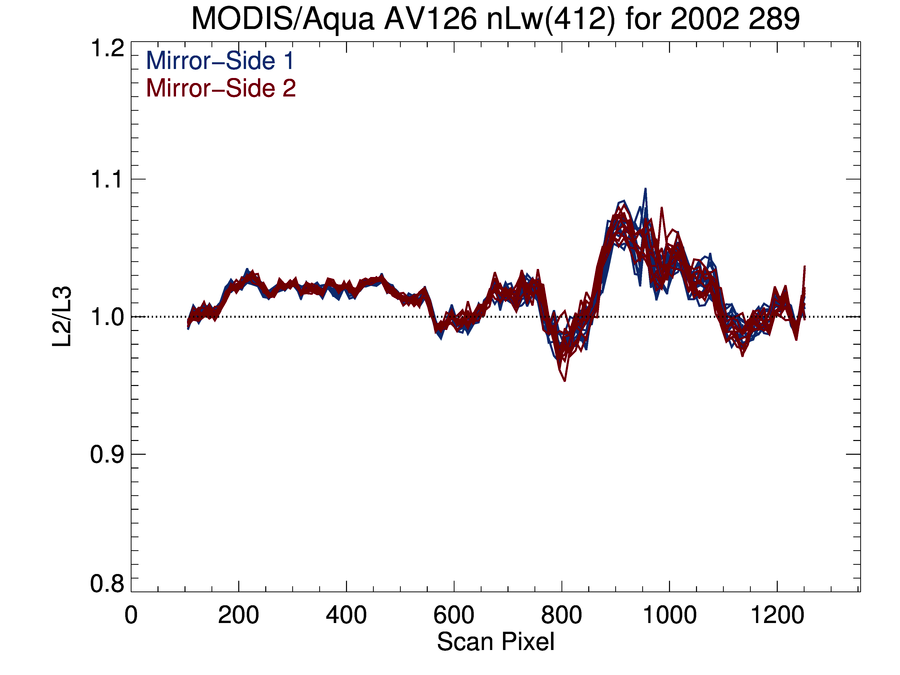 MODIS/Aqua AV126 nLw(412) for 2002 289
Mirror−Side 1
Mirror−Side 2
1.2
1.1
1.0
0.9
0.8
L2/L3
0 200 400 600 800 1000 1200
Scan Pixel